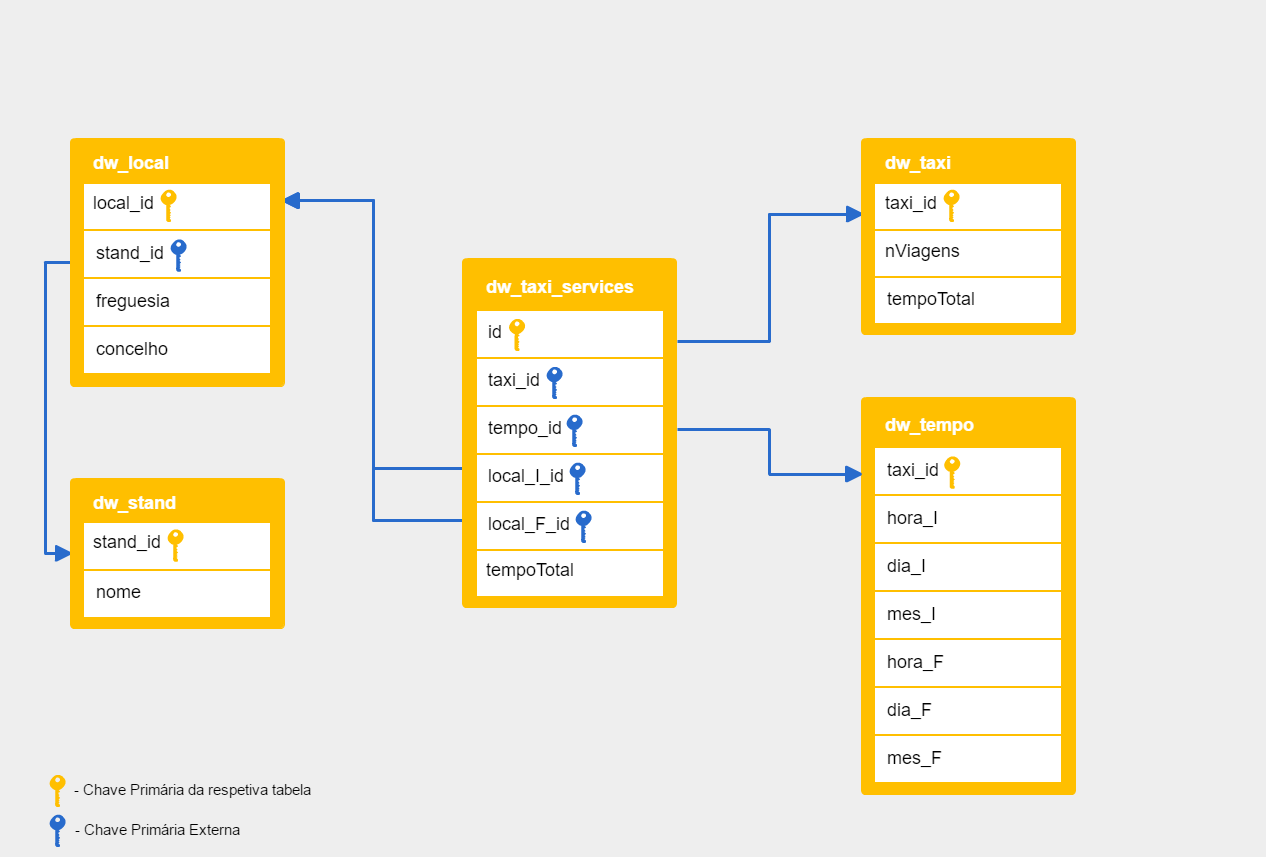 dw_local
local_id
stand_id
freguesia
concelho
dw_stand
stand_id
nome
dw_taxi_services
id
taxi_id
tempo_id
local_I_id
local_F_id
tempoTotal
dw_taxi
taxi_id
nViagens
tempoTotal
dw_tempo
taxi_id
hora_I
dia_I
mes_I
hora_F
dia_F
mes_F
- Chave Primária da respetiva tabela
- Chave Primária Externa